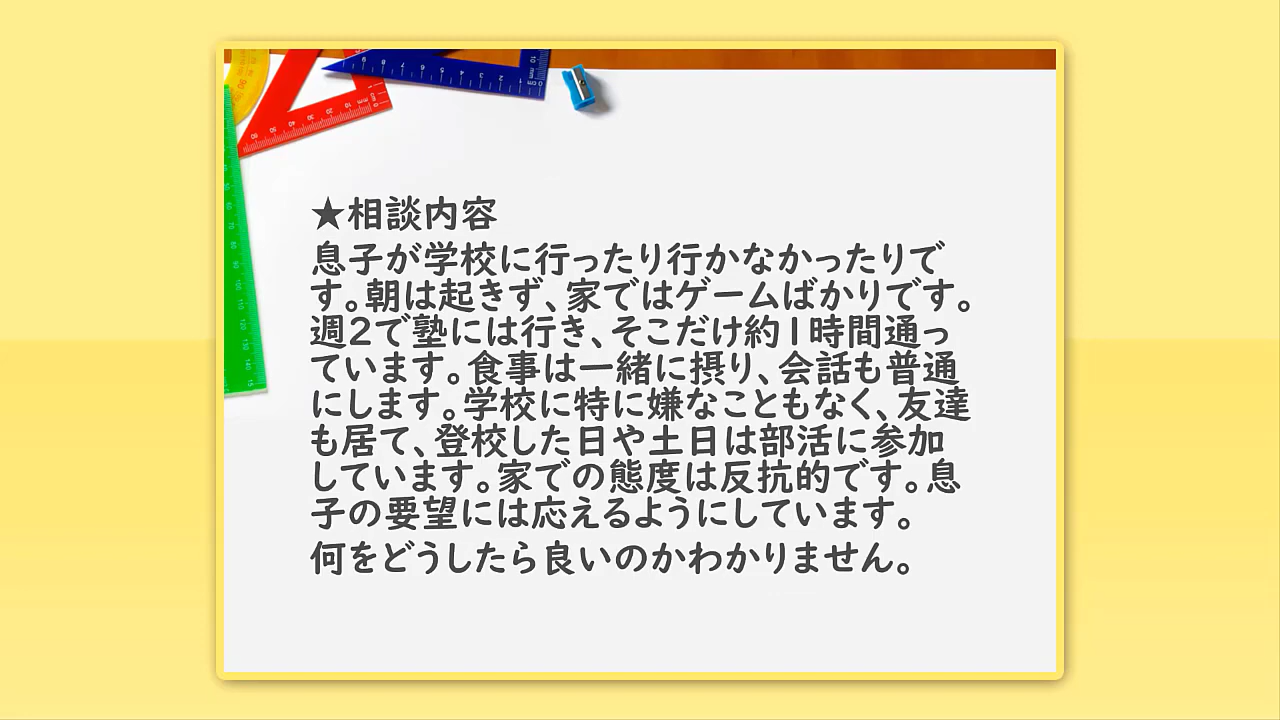 ★相談内容
息子が学校に行ったり行かなかったりで
す。朝は起きず、家ではゲームばかりです。
週2で塾には行き、そこだけ約1時間通っ
ています。食事は一緒に摂り、会話も普通
にします。学校に特に嫌なこともなく、友達
も居て、登校した日や土日は部活に参加
しています。家での態度は反抗的です。息
子の要望には応えるようにしています。
何をどうしたら良いのかわかりません。